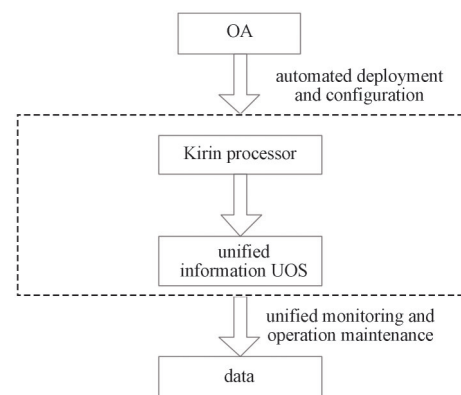 OA
automated deployment
and configuration
Kirin processor
unified
information UOS
unified monitoring and
operation maintenance
data